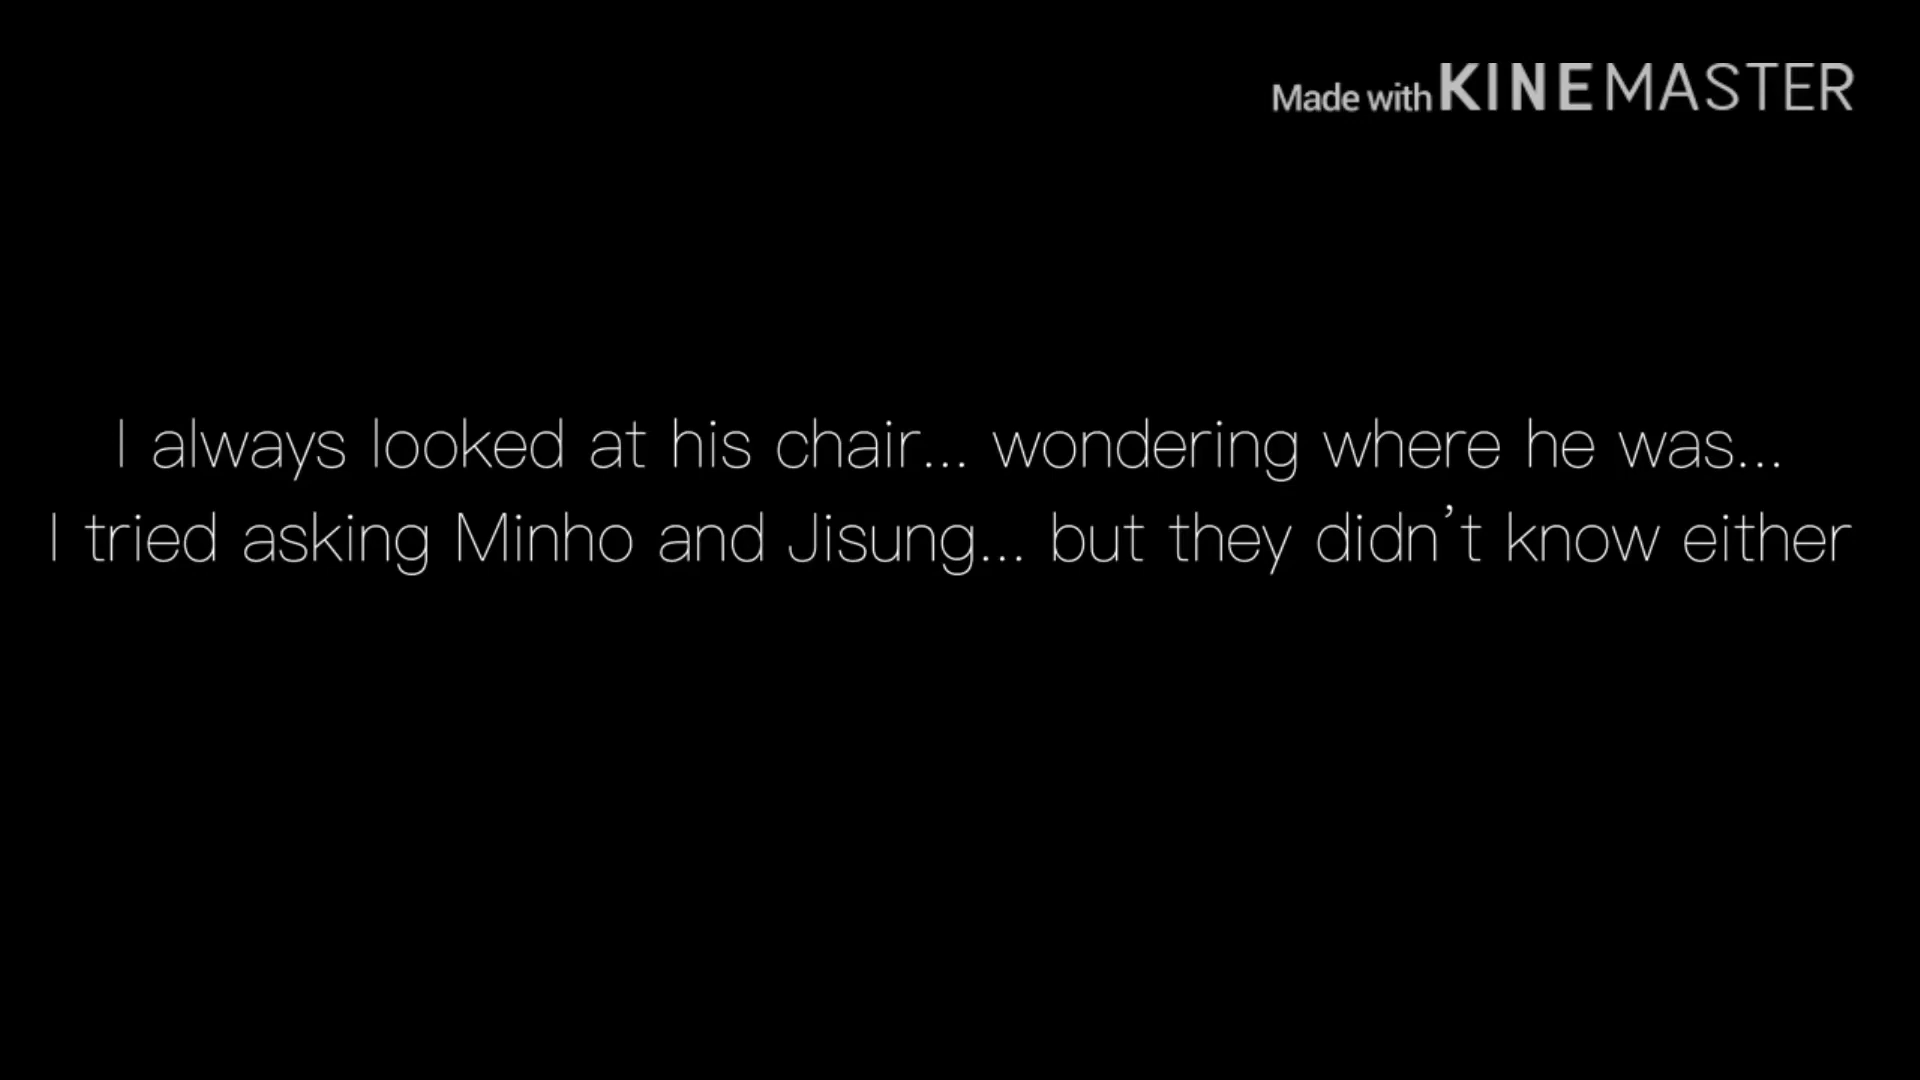 Made with KINEMASTER
I always looked at his chair... wondering where he was...
I tried asking Minho and Jisung... but they didn't know either